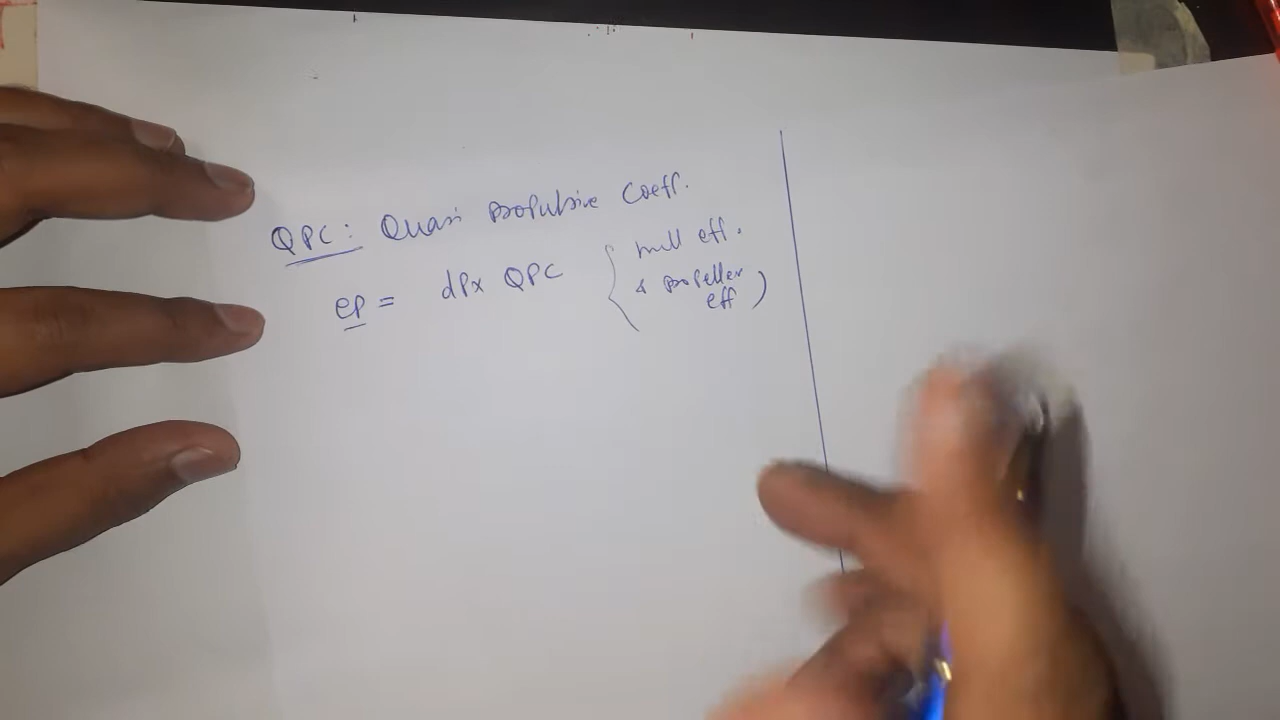 QPC: Quasi propulsive Coeff.
ep = dp x QPC { hull eff.
& propeller
eff )